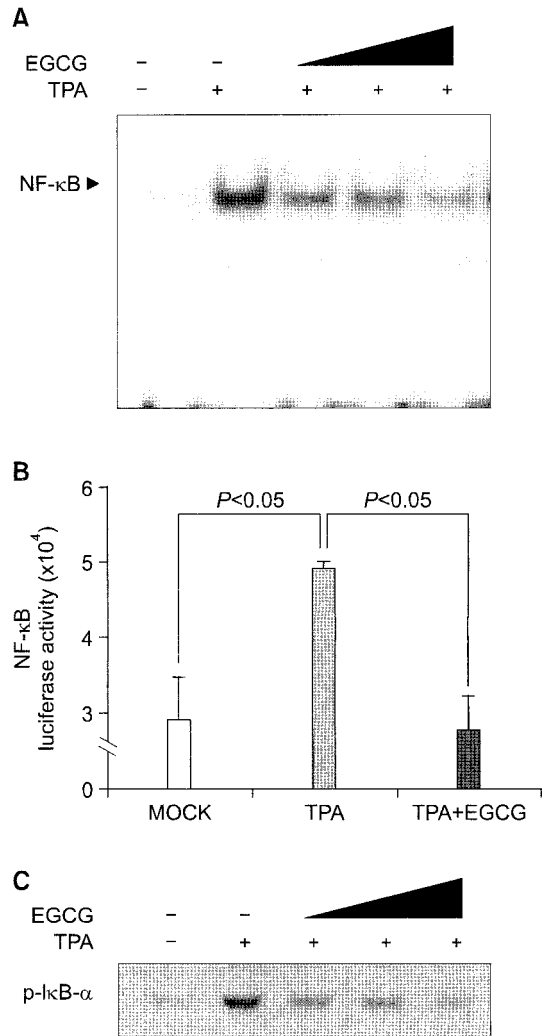 A
EGCG – –
TPA – + + + +
NF-κB
B
P<0.05 P<0.05
NF-κB
luciferase activity (x10⁴)
6
5
4
3
0
MOCK TPA TPA+EGCG
C
EGCG – –
TPA – + + + +
p-IκB-α